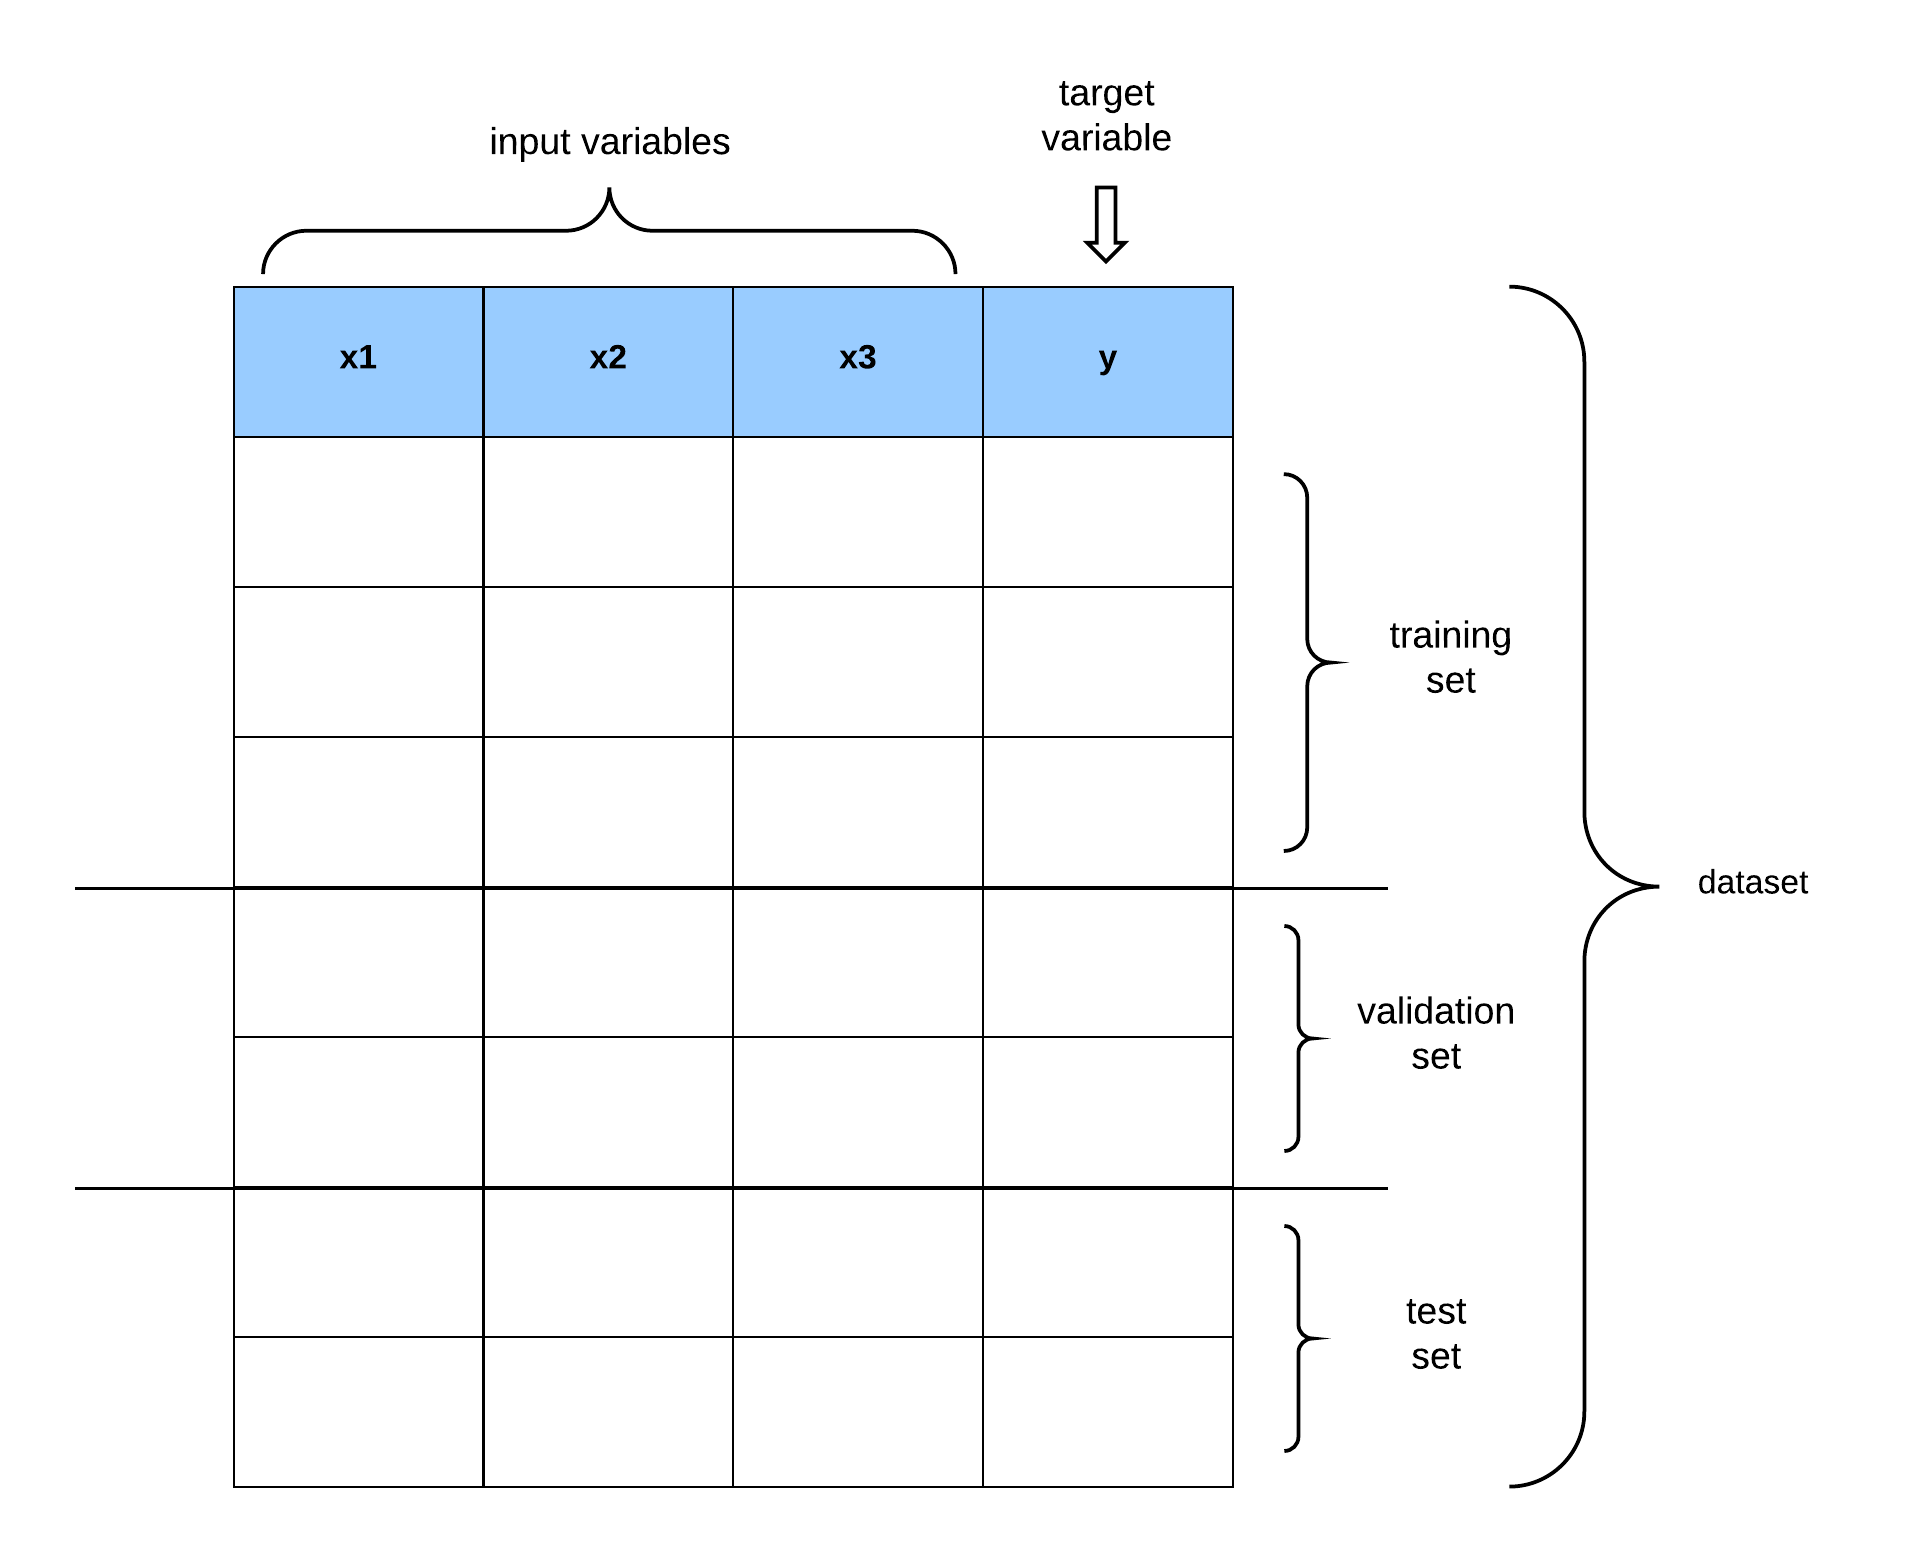 target
variable
input variables
x1
x2
x3
y
training
set
dataset
validation
set
test
set